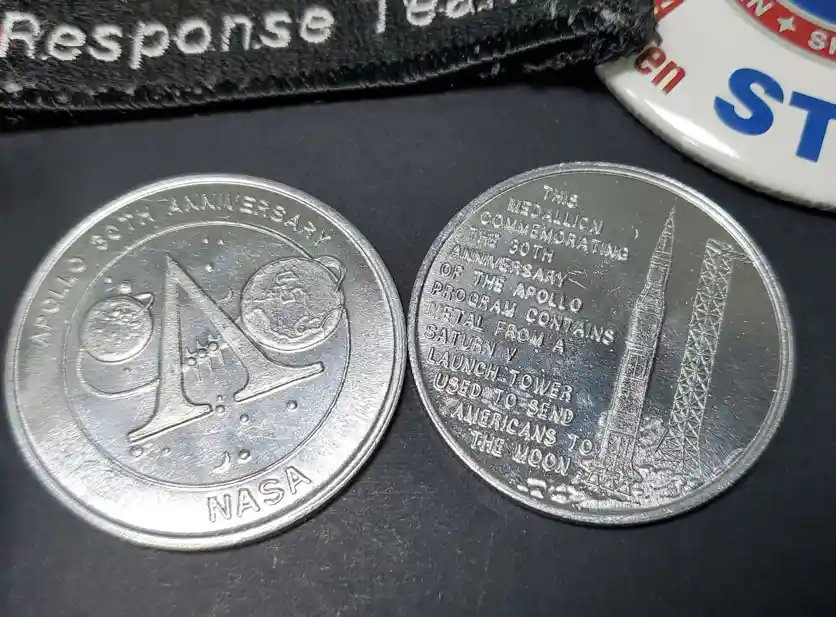 Response Tea
N ✦ S
en
ST
APOLLO 30TH ANNIVERSARY
NASA
THIS
MEDALLION
COMMEMORATING
THE 30TH
ANNIVERSARY
OF THE APOLLO
PROGRAM CONTAINS
METAL FROM A
SATURN V
LAUNCH TOWER
USED TO SEND
AMERICANS TO
THE MOON